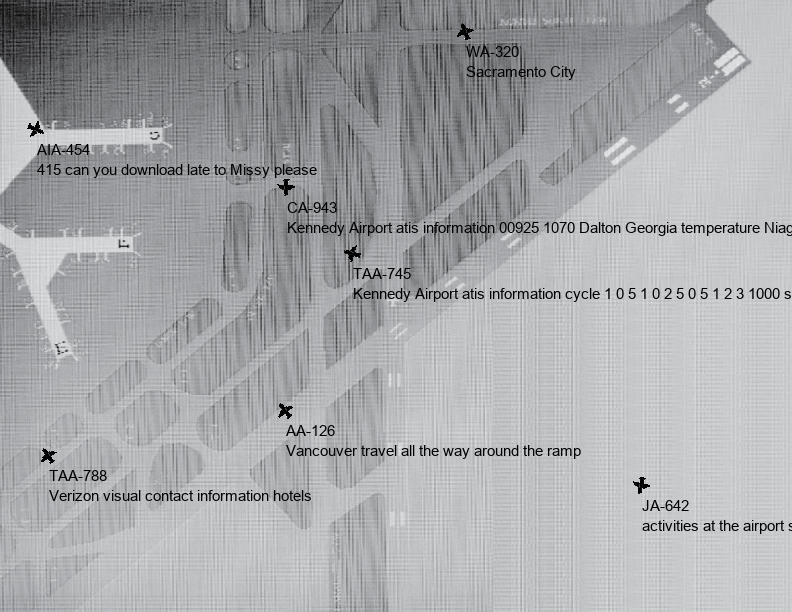 WA-320
Sacramento City
AIA-454
415 can you download late to Missy please
CA-943
Kennedy Airport atis information 00925 1070 Dalton Georgia temperature Niag
TAA-745
Kennedy Airport atis information cycle 1 0 5 1 0 2 5 0 5 1 2 3 1000 s
AA-126
Vancouver travel all the way around the ramp
TAA-788
Verizon visual contact information hotels
JA-642
activities at the airport s